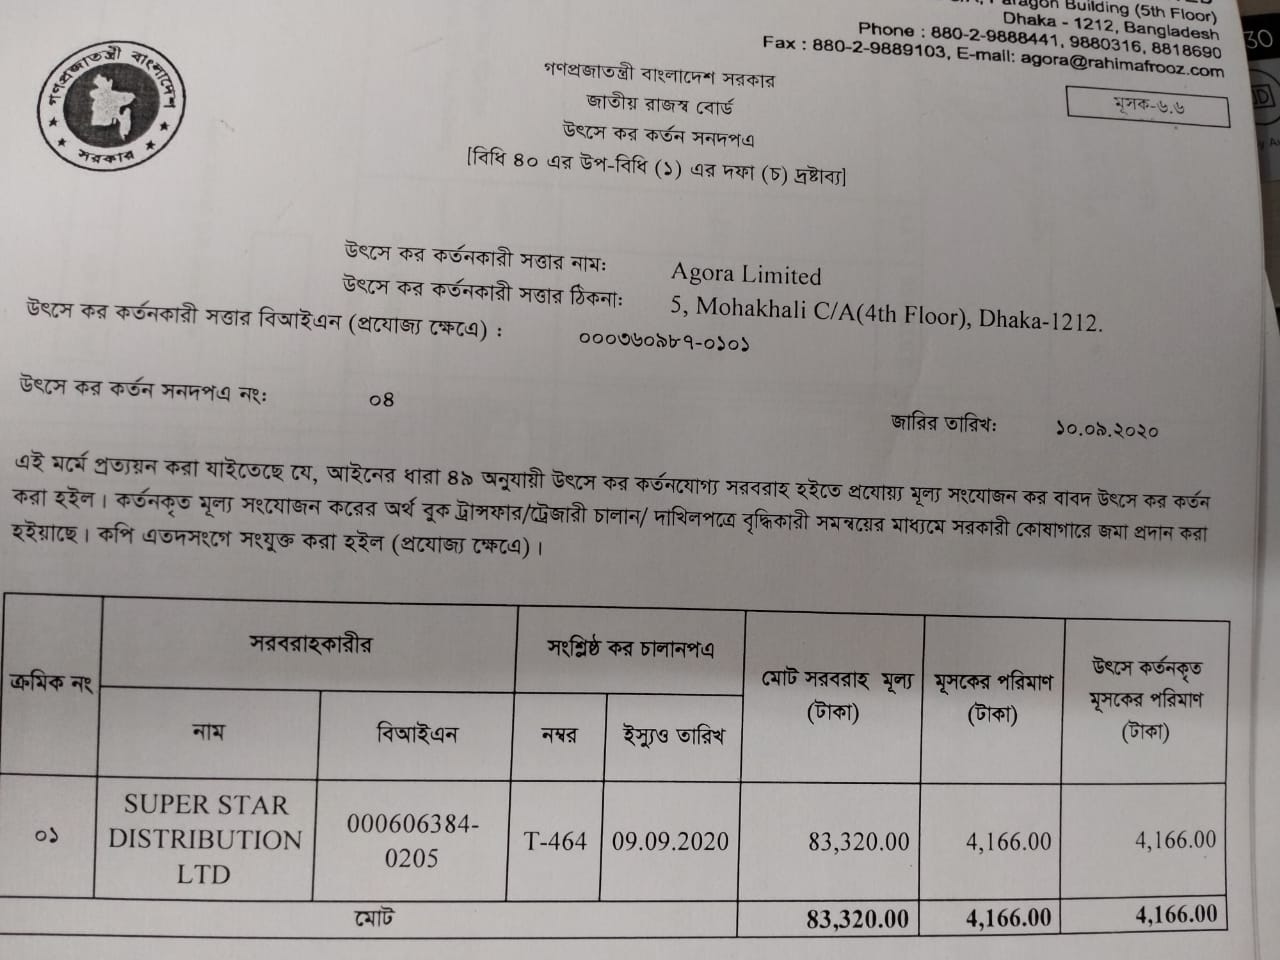 Paragon Building (5th Floor)
Dhaka - 1212, Bangladesh
Phone : 880-2-9888441, 9880316, 8818690
Fax : 880-2-9889103, E-mail: agora@rahimafrooz.com
গণপ্রজাতন্ত্রী বাংলাদেশ
সরকার
গণপ্রজাতন্ত্রী বাংলাদেশ সরকার
জাতীয় রাজস্ব বোর্ড
মূসক-৬.৬
উৎসে কর কর্তন সনদপত্র
[বিধি ৪০ এর উপ-বিধি (১) এর দফা (চ) দ্রষ্টব্য]
উৎসে কর কর্তনকারী সত্তার নাম: Agora Limited
উৎসে কর কর্তনকারী সত্তার ঠিকনা: 5, Mohakhali C/A(4th Floor), Dhaka-1212.
উৎসে কর কর্তনকারী সত্তার বিআইএন (প্রযোজ্য ক্ষেত্রে) : ০০০৩৬০৯৮৭-০১০১
উৎসে কর কর্তন সনদপত্র নং: ০৪
জারির তারিখ: ১০.০৯.২০২০
এই মর্মে প্রত্যয়ন করা যাইতেছে যে, আইনের ধারা ৪৯ অনুযায়ী উৎসে কর কর্তনযোগ্য সরবরাহ হইতে প্রযোজ্য মূল্য সংযোজন কর বাবদ উৎসে কর কর্তন
করা হইল। কর্তনকৃত মূল্য সংযোজন করের অর্থ বুক ট্রান্সফার/ট্রেজারী চালান/ দাখিলপত্রে বৃদ্ধিকারী সমন্বয়ের মাধ্যমে সরকারী কোষাগারে জমা প্রদান করা
হইয়াছে। কপি এতদসংগে সংযুক্ত করা হইল (প্রযোজ্য ক্ষেত্রে)।
ক্রমিক নং সরবরাহকারীর সংশ্লিষ্ঠ কর চালানপত্র মোট সরবরাহ মূল্য (টাকা) মূসকের পরিমাণ (টাকা) উৎসে কর্তনকৃত মূসকের পরিমাণ (টাকা)
নাম বিআইএন নম্বর ইস্যুও তারিখ
০১ SUPER STAR DISTRIBUTION LTD 000606384-0205 T-464 09.09.2020 83,320.00 4,166.00 4,166.00
মোট 83,320.00 4,166.00 4,166.00